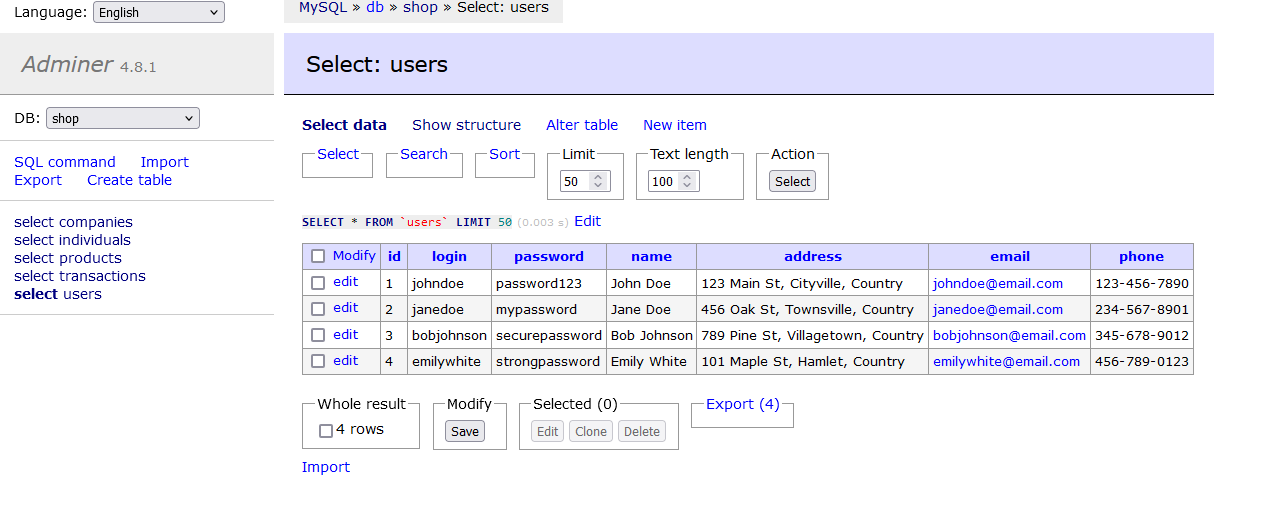 Language: English
MySQL » db » shop » Select: users
Adminer 4.8.1
Select: users
DB: shop
SQL command Import
Export Create table
select companies
select individuals
select products
select transactions
select users
Select data Show structure Alter table New item
Select Search Sort Limit Text length Action
50 100 Select
SELECT * FROM `users` LIMIT 50 (0.003 s) Edit
Modify id login password name address email phone
edit 1 johndoe password123 John Doe 123 Main St, Cityville, Country johndoe@email.com 123-456-7890
edit 2 janedoe mypassword Jane Doe 456 Oak St, Townsville, Country janedoe@email.com 234-567-8901
edit 3 bobjohnson securepassword Bob Johnson 789 Pine St, Villagetown, Country bobjohnson@email.com 345-678-9012
edit 4 emilywhite strongpassword Emily White 101 Maple St, Hamlet, Country emilywhite@email.com 456-789-0123
Whole result Modify Selected (0) Export (4)
4 rows Save Edit Clone Delete
Import